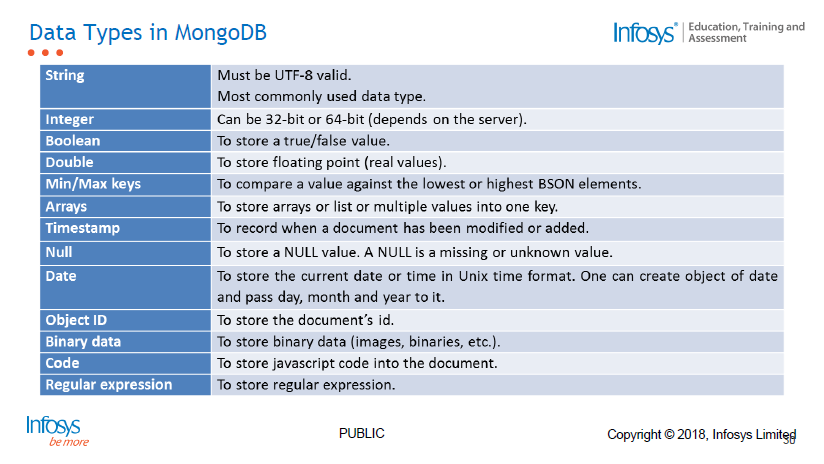 Data Types in MongoDB
Infosys® | Education, Training and
Assessment
String Must be UTF-8 valid.
Most commonly used data type.
Integer Can be 32-bit or 64-bit (depends on the server).
Boolean To store a true/false value.
Double To store floating point (real values).
Min/Max keys To compare a value against the lowest or highest BSON elements.
Arrays To store arrays or list or multiple values into one key.
Timestamp To record when a document has been modified or added.
Null To store a NULL value. A NULL is a missing or unknown value.
Date To store the current date or time in Unix time format. One can create object of date
and pass day, month and year to it.
Object ID To store the document’s id.
Binary data To store binary data (images, binaries, etc.).
Code To store javascript code into the document.
Regular expression To store regular expression.
Infosys
be more
PUBLIC
Copyright © 2018, Infosys Limited
30